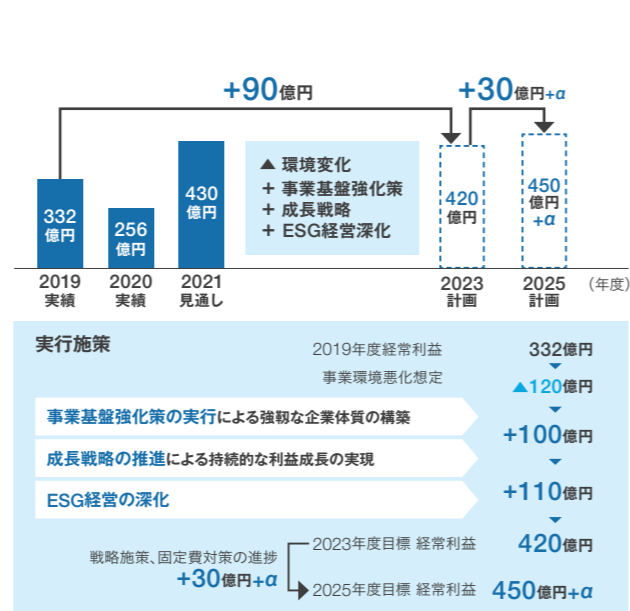 +90億円
+30億円+α
▲ 環境変化
+ 事業基盤強化策
+ 成長戦略
+ ESG経営深化
332
億円
256
億円
430
億円
420
億円
450
億円
+α
2019
実績
2020
実績
2021
見通し
2023
計画
2025
計画
（年度）
実行施策
2019年度経常利益 332億円
事業環境悪化想定 ▲120億円
事業基盤強化策の実行による強靱な企業体質の構築
+100億円
成長戦略の推進による持続的な利益成長の実現
ESG経営の深化
+110億円
2023年度目標 経常利益 420億円
戦略施策、固定費対策の進捗
+30億円+α
2025年度目標 経常利益 450億円+α